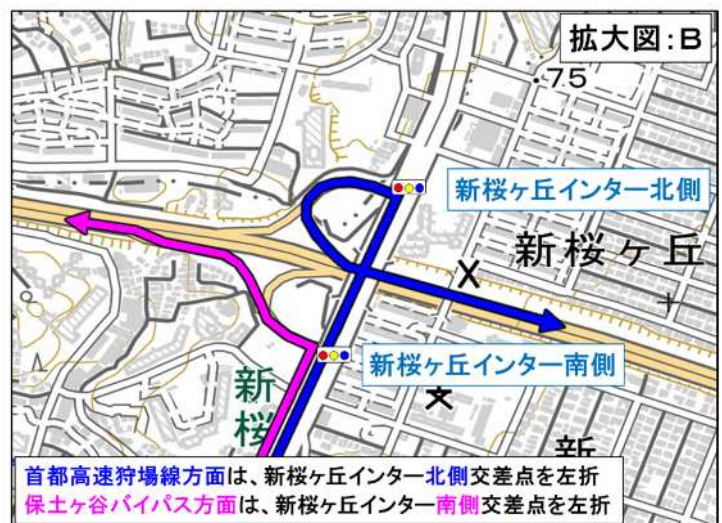 拡大図：B
75
新桜ヶ丘インター北側
新桜ヶ丘
新桜ヶ丘インター南側
新桜
新
首都高速狩場線方面は、新桜ヶ丘インター北側交差点を左折
保土ヶ谷バイパス方面は、新桜ヶ丘インター南側交差点を左折